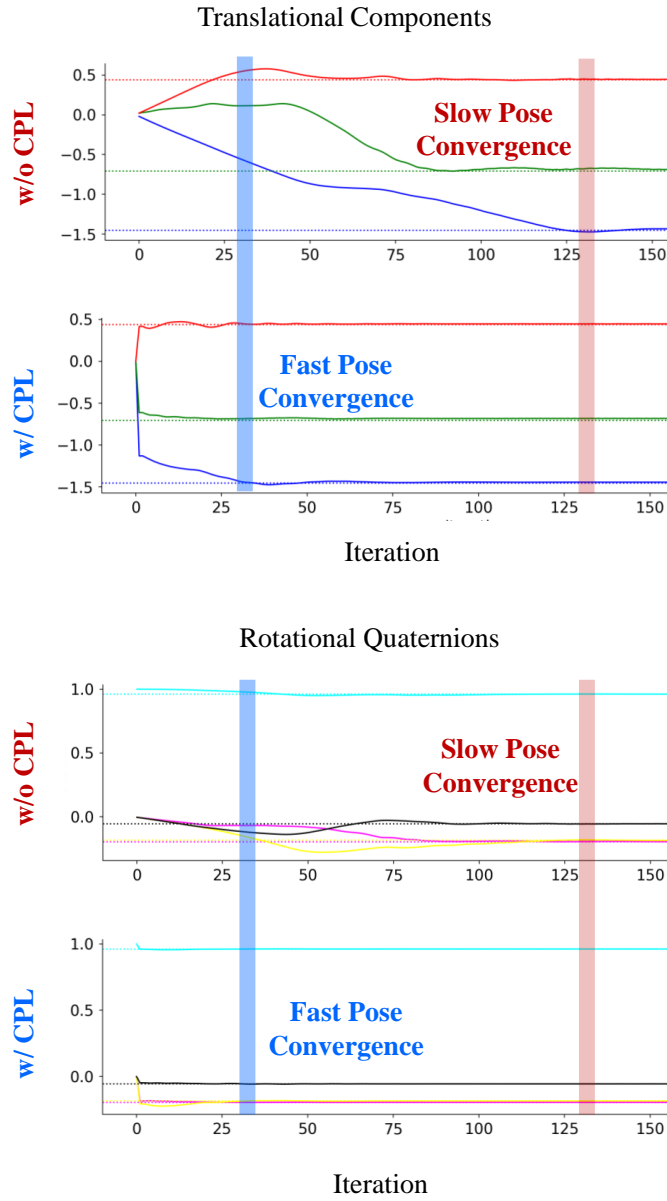 Translational Components
w/o CPL
0.5
0.0
−0.5
−1.0
−1.5
Slow Pose
Convergence
0 25 50 75 100 125 150
w/ CPL
0.5
0.0
−0.5
−1.0
−1.5
Fast Pose
Convergence
0 25 50 75 100 125 150
Iteration
Rotational Quaternions
w/o CPL
1.0
0.5
0.0
Slow Pose
Convergence
0 25 50 75 100 125 150
w/ CPL
1.0
0.5
0.0
Fast Pose
Convergence
0 25 50 75 100 125 150
Iteration